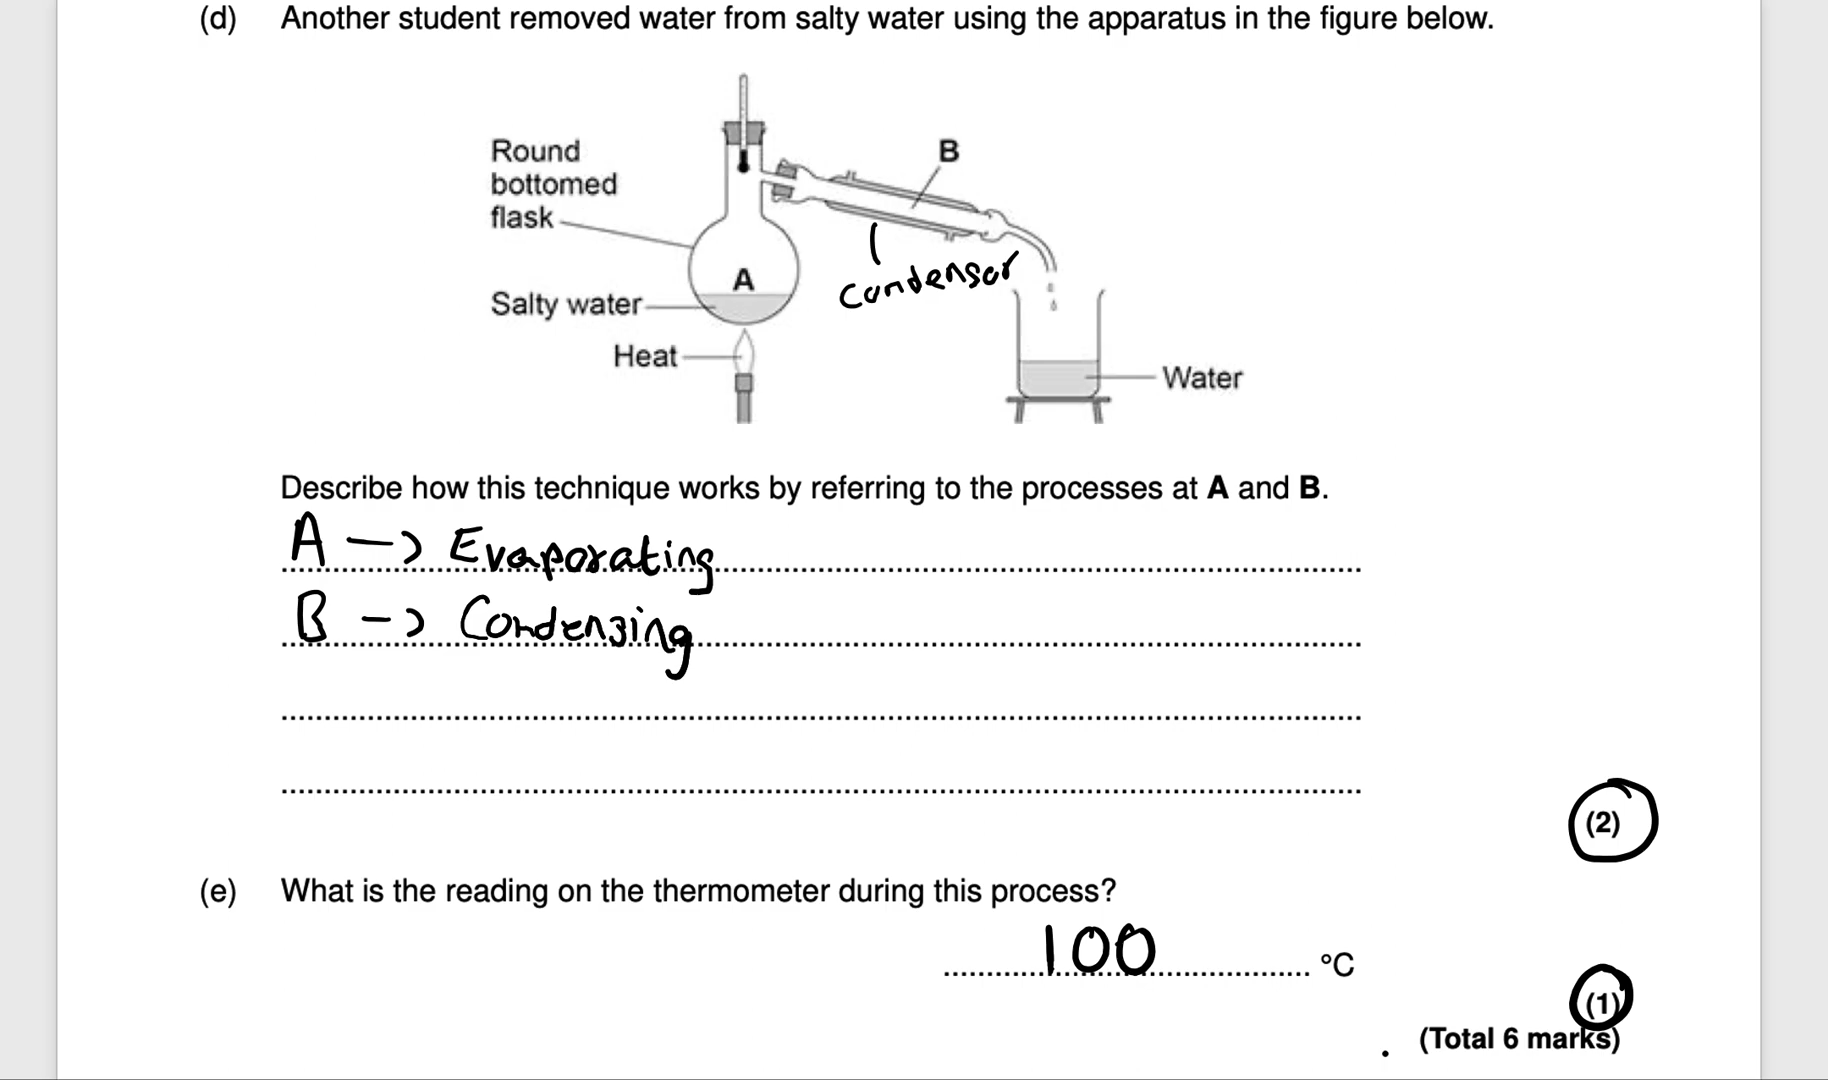 (d) Another student removed water from salty water using the apparatus in the figure below.
Round
bottomed
flask
B
A
condensor
Salty water
Heat
Water
Describe how this technique works by referring to the processes at A and B.
A -> Evaporating
B -> Condensing
(2)
(e) What is the reading on the thermometer during this process?
100 °C
(1)
(Total 6 marks)